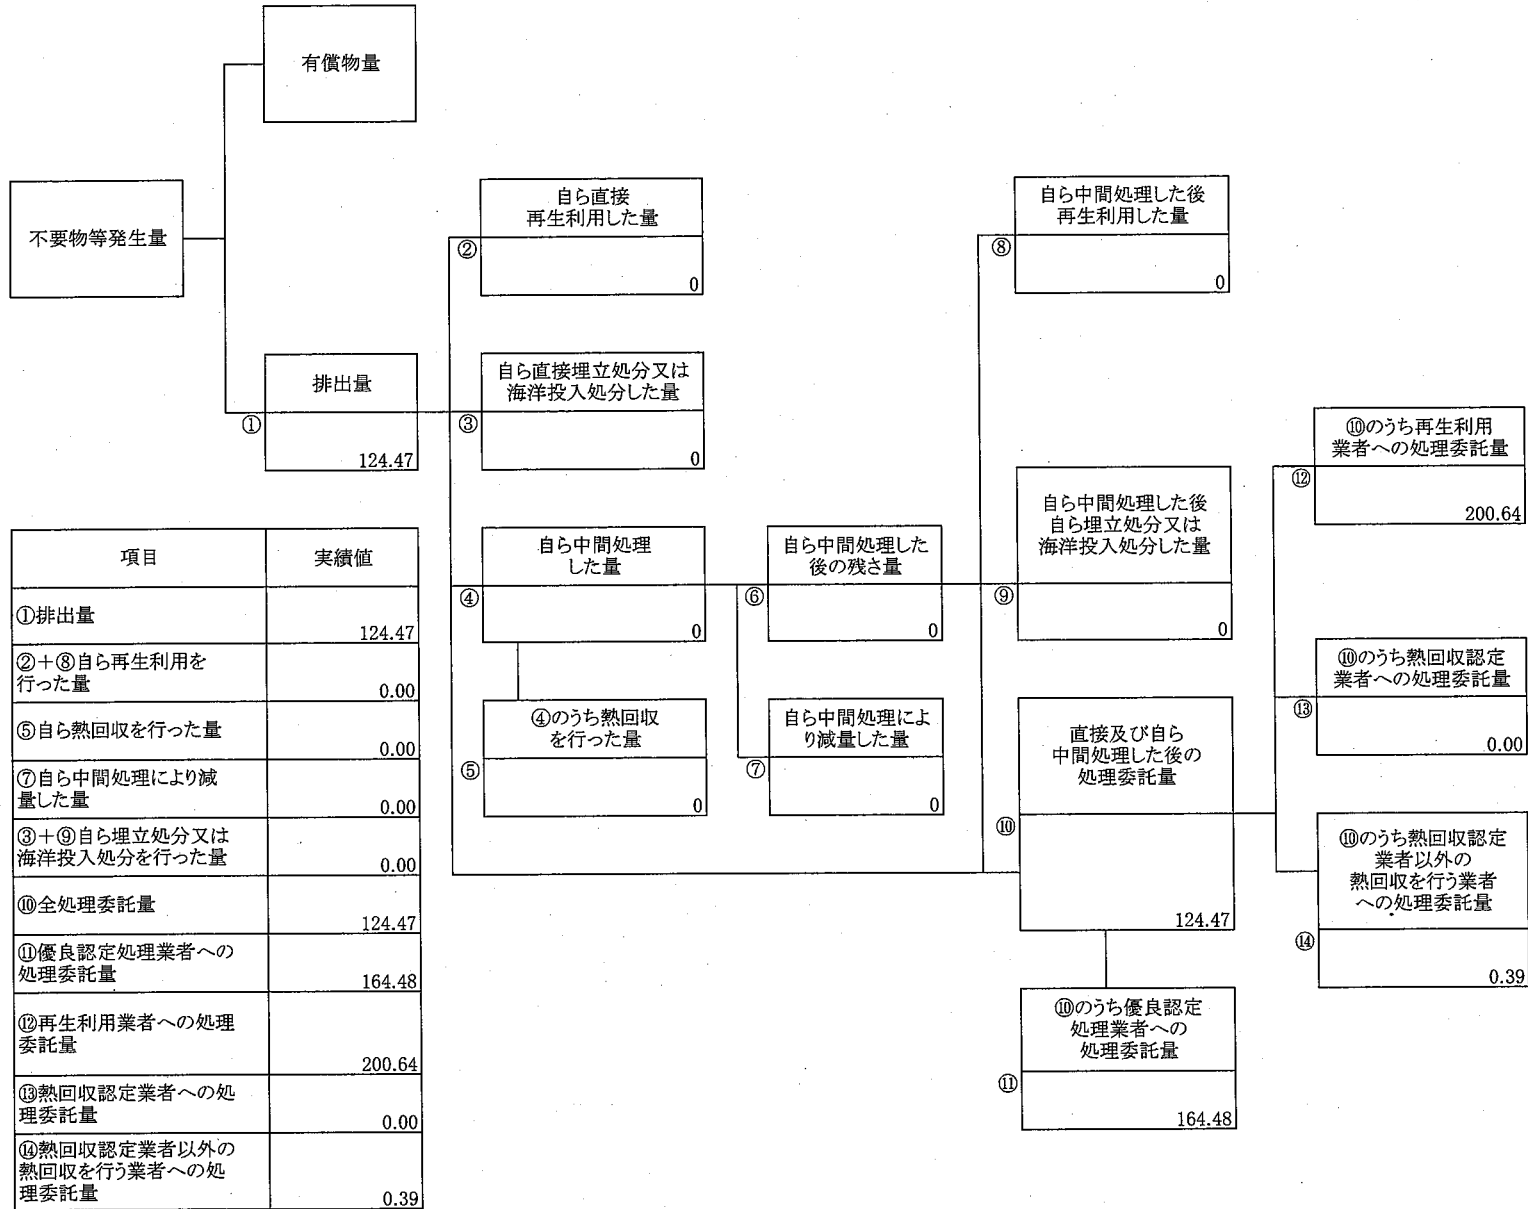 有償物量
不要物等発生量
自ら直接
再生利用した量
②
0
自ら中間処理した後
再生利用した量
⑧
0
排出量
①
124.47
自ら直接埋立処分又は
海洋投入処分した量
③
0
⑩のうち再生利用
業者への処理委託量
⑫
200.64
自ら中間処理
した量
④
0
自ら中間処理した
後の残さ量
⑥
0
自ら中間処理した後
自ら埋立処分又は
海洋投入処分した量
⑨
0
⑩のうち熱回収認定
業者への処理委託量
⑬
0.00
④のうち熱回収
を行った量
⑤
0
自ら中間処理によ
り減量した量
⑦
0
直接及び自ら
中間処理した後の
処理委託量
⑩
124.47
⑩のうち熱回収認定
業者以外の
熱回収を行う業者
への処理委託量
⑭
0.39
⑩のうち優良認定
処理業者への
処理委託量
⑪
164.48
項目 実績値
①排出量
124.47
②+⑧自ら再生利用を
行った量
0.00
⑤自ら熱回収を行った量
0.00
⑦自ら中間処理により減
量した量
0.00
③+⑨自ら埋立処分又は
海洋投入処分を行った量
0.00
⑩全処理委託量
124.47
⑪優良認定処理業者への
処理委託量
164.48
⑫再生利用業者への処理
委託量
200.64
⑬熱回収認定業者への処
理委託量
0.00
⑭熱回収認定業者以外の
熱回収を行う業者への処
理委託量
0.39